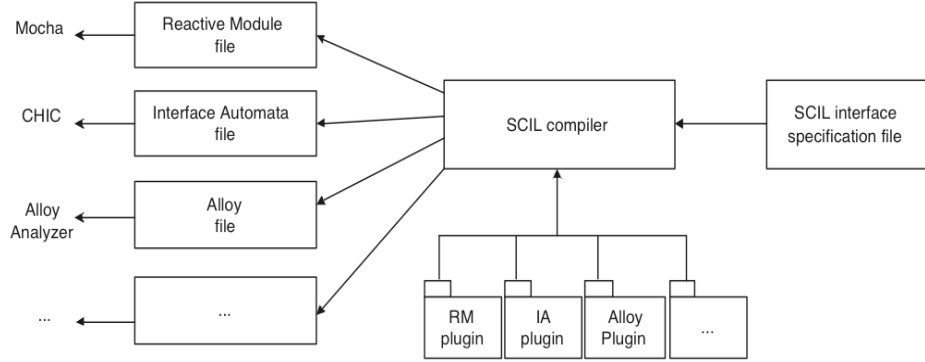 Mocha
Reactive Module
file
CHIC
Interface Automata
file
SCIL compiler
SCIL interface
specification file
Alloy
Analyzer
Alloy
file
...
...
RM
plugin
IA
plugin
Alloy
Plugin
...